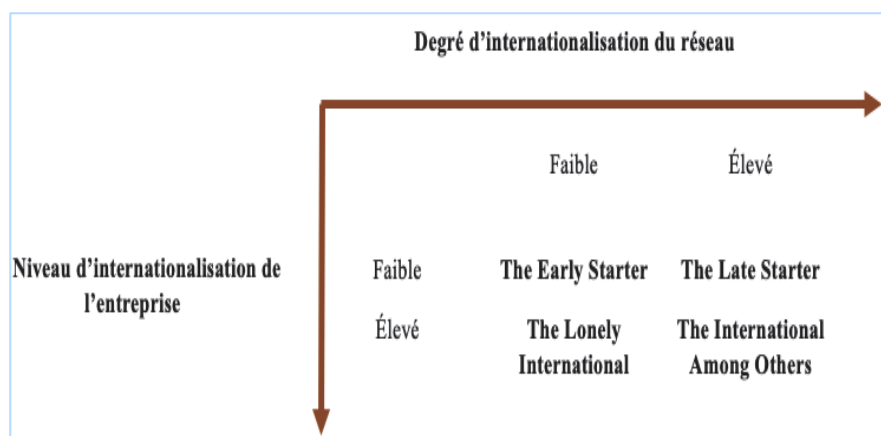 Degré d’internationalisation du réseau
Faible Élevé
Niveau d’internationalisation de
l’entreprise
Faible The Early Starter The Late Starter
Élevé The Lonely
International
The International
Among Others